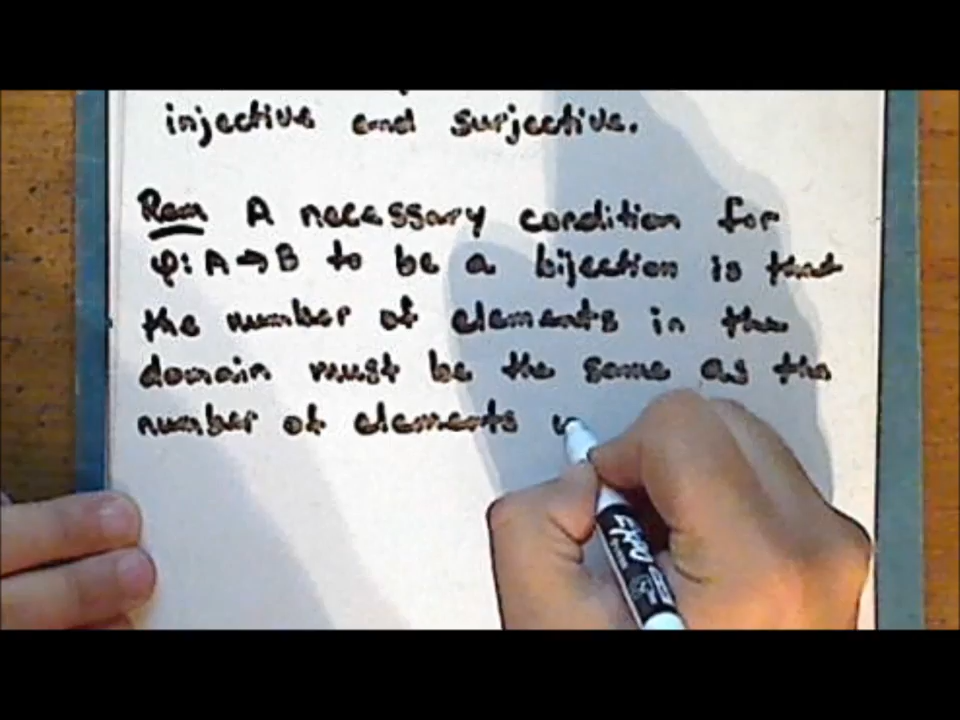 injective and surjective.
Rem A necessary condition for
φ: A→B to be a bijection is that
the number of elements in the
domain must be the same as the
number of elements
EXPO